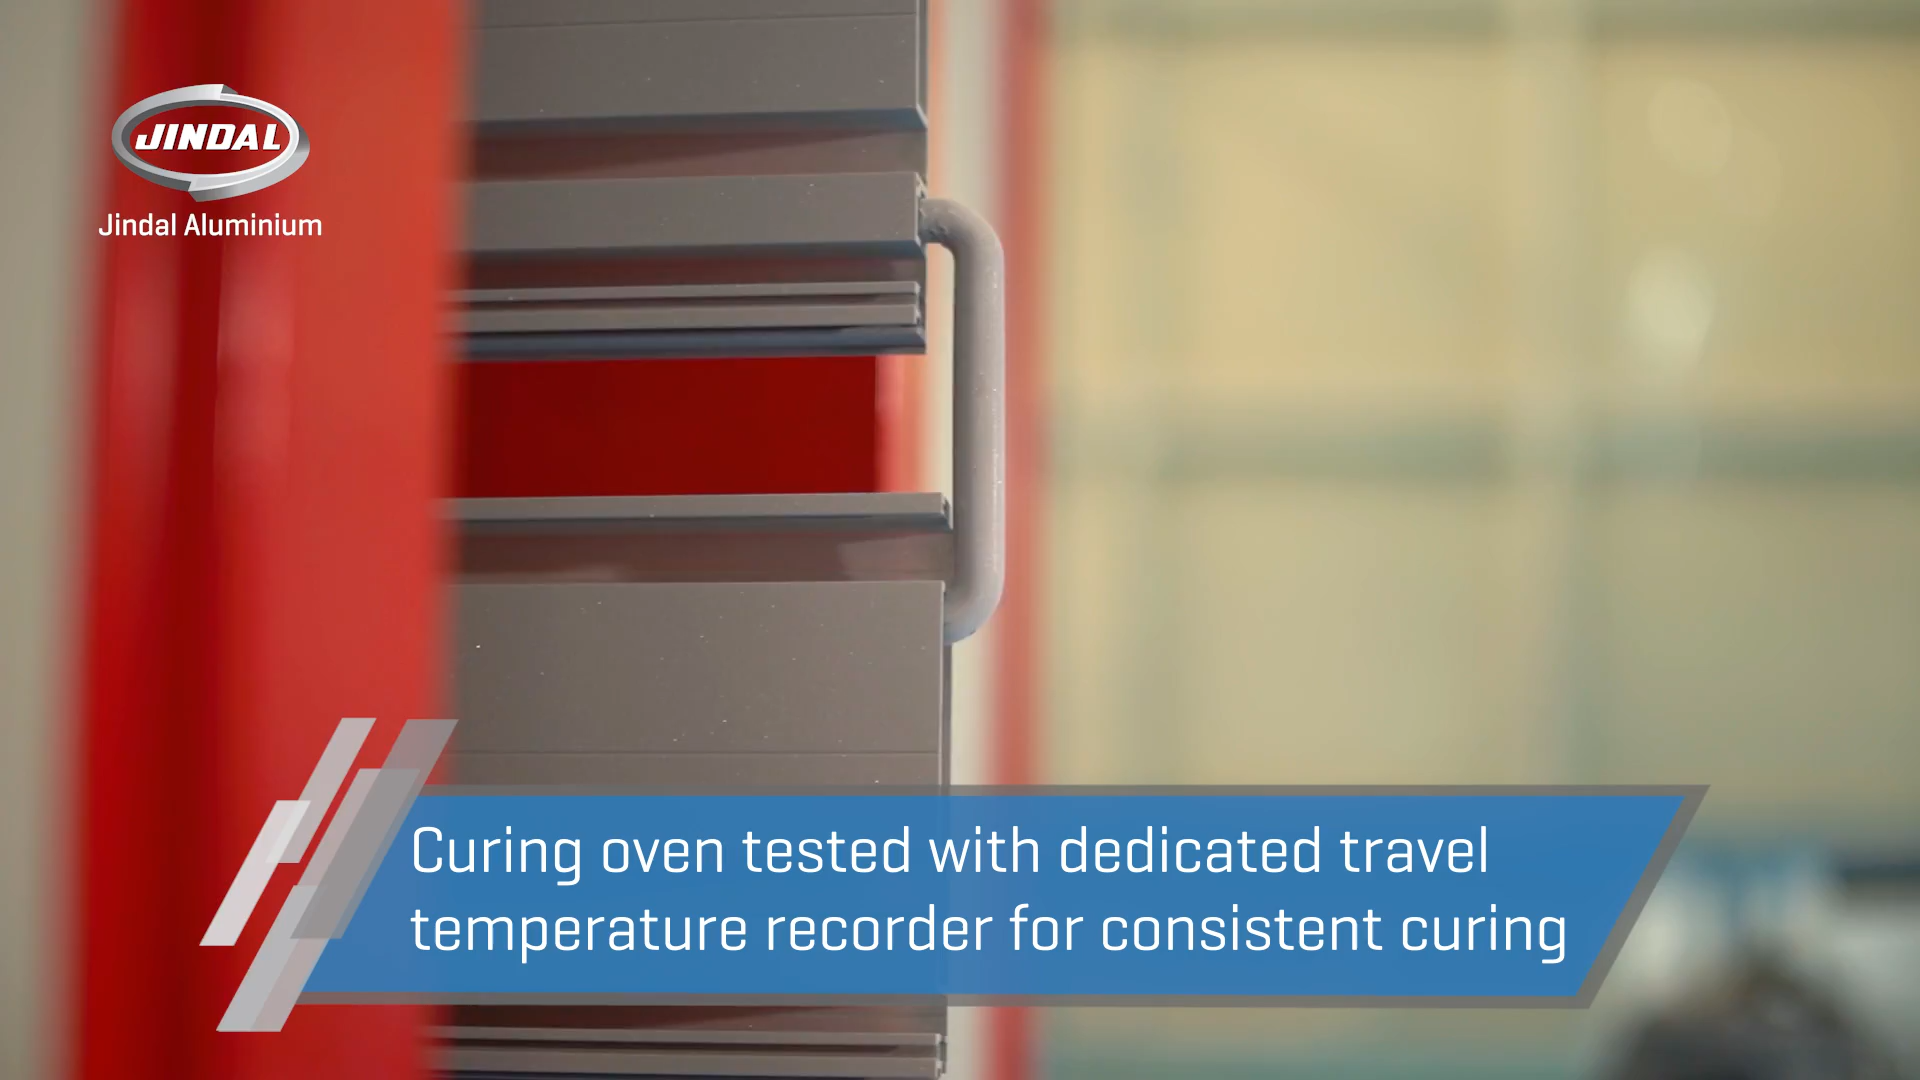 JINDAL
Jindal Aluminium
Curing oven tested with dedicated travel
temperature recorder for consistent curing